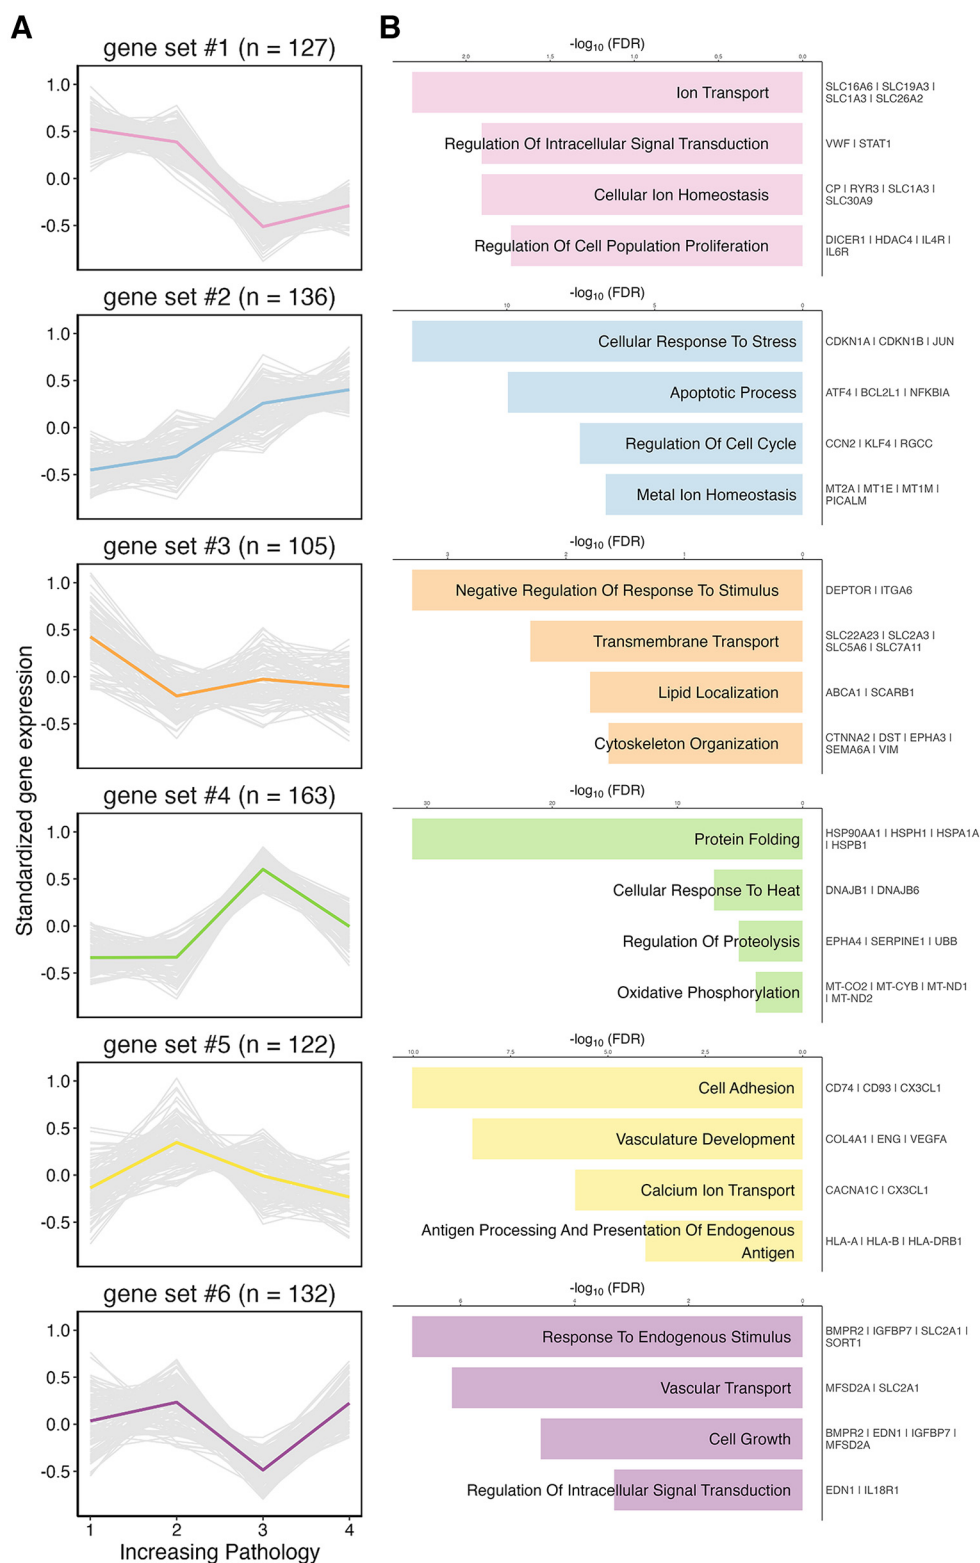 A
B
gene set #1 (n = 127)
1.0
0.5
0.0
-0.5
-log10 (FDR)
2.0 1.5 1.0 0.5 0.0
Ion Transport
SLC16A6 | SLC19A3 |
SLC1A3 | SLC26A2
Regulation Of Intracellular Signal Transduction
VWF | STAT1
Cellular Ion Homeostasis
CP | RYR3 | SLC1A3 |
SLC30A9
Regulation Of Cell Population Proliferation
DICER1 | HDAC4 | IL4R |
IL6R
gene set #2 (n = 136)
1.0
0.5
0.0
-0.5
-log10 (FDR)
10 5 0
Cellular Response To Stress
CDKN1A | CDKN1B | JUN
Apoptotic Process
ATF4 | BCL2L1 | NFKBIA
Regulation Of Cell Cycle
CCN2 | KLF4 | RGCC
Metal Ion Homeostasis
MT2A | MT1E | MT1M |
PICALM
gene set #3 (n = 105)
1.0
0.5
0.0
-0.5
-log10 (FDR)
3 2 1 0
Negative Regulation Of Response To Stimulus
DEPTOR | ITGA6
Transmembrane Transport
SLC22A23 | SLC2A3 |
SLC5A6 | SLC7A11
Lipid Localization
ABCA1 | SCARB1
Cytoskeleton Organization
CTNNA2 | DST | EPHA3 |
SEMA6A | VIM
Standardized gene expression
gene set #4 (n = 163)
1.0
0.5
0.0
-0.5
-log10 (FDR)
30 20 10 0
Protein Folding
HSP90AA1 | HSPH1 | HSPA1A
| HSPB1
Cellular Response To Heat
DNAJB1 | DNAJB6
Regulation Of Proteolysis
EPHA4 | SERPINE1 | UBB
Oxidative Phosphorylation
MT-CO2 | MT-CYB | MT-ND1
| MT-ND2
gene set #5 (n = 122)
1.0
0.5
0.0
-0.5
-log10 (FDR)
10.0 7.5 5.0 2.5 0.0
Cell Adhesion
CD74 | CD93 | CX3CL1
Vasculature Development
COL4A1 | ENG | VEGFA
Calcium Ion Transport
CACNA1C | CX3CL1
Antigen Processing And Presentation Of Endogenous
Antigen
HLA-A | HLA-B | HLA-DRB1
gene set #6 (n = 132)
1.0
0.5
0.0
-0.5
1 2 3 4
Increasing Pathology
-log10 (FDR)
6 4 2 0
Response To Endogenous Stimulus
BMPR2 | IGFBP7 | SLC2A1 |
SORT1
Vascular Transport
MFSD2A | SLC2A1
Cell Growth
BMPR2 | EDN1 | IGFBP7 |
MFSD2A
Regulation Of Intracellular Signal Transduction
EDN1 | IL18R1